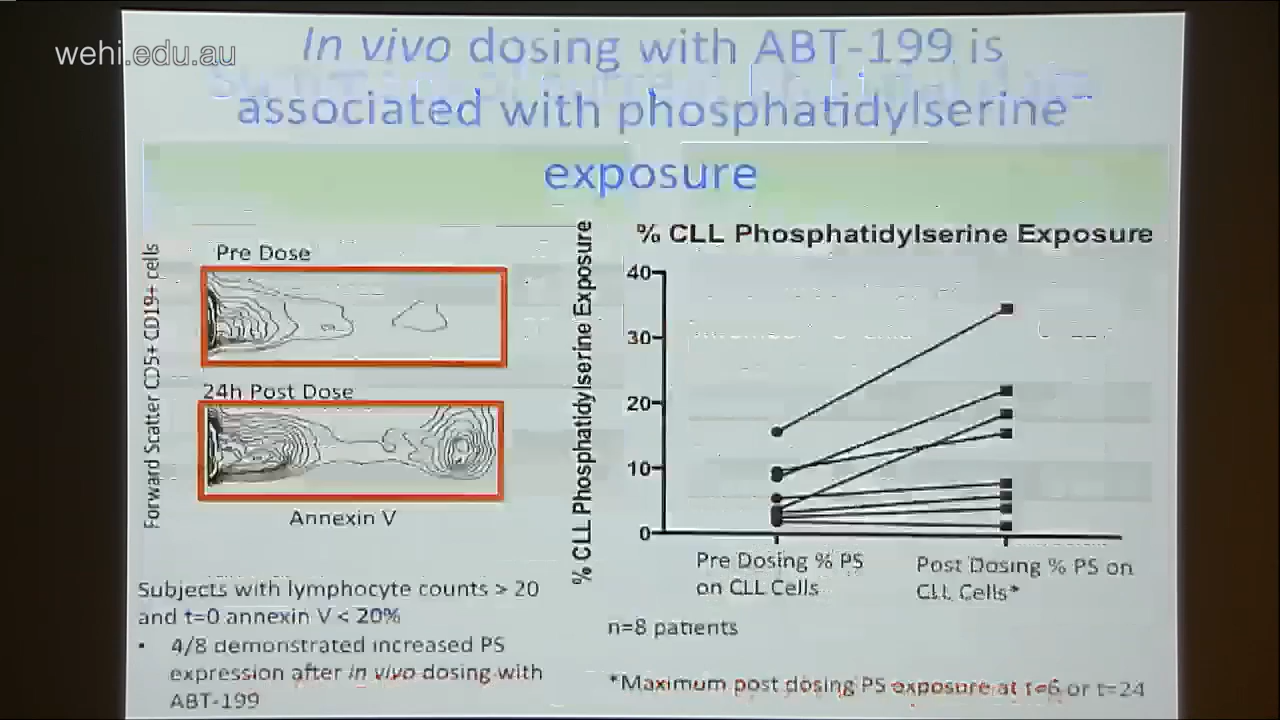 wehi.edu.au
In vivo dosing with ABT-199 is
associated with phosphatidylserine
exposure
Forward Scatter CD5+ CD19+ cells
Pre Dose
24h Post Dose
Annexin V
Subjects with lymphocyte counts > 20
and t=0 annexin V < 20%
• 4/8 demonstrated increased PS
expression after in vivo dosing with
ABT-199
% CLL Phosphatidylserine Exposure
% CLL Phosphatidylserine Exposure
40
30
20
10
0
Pre Dosing % PS
on CLL Cells
Post Dosing % PS on
CLL Cells*
n=8 patients
*Maximum post dosing PS exposure at t=6 or t=24